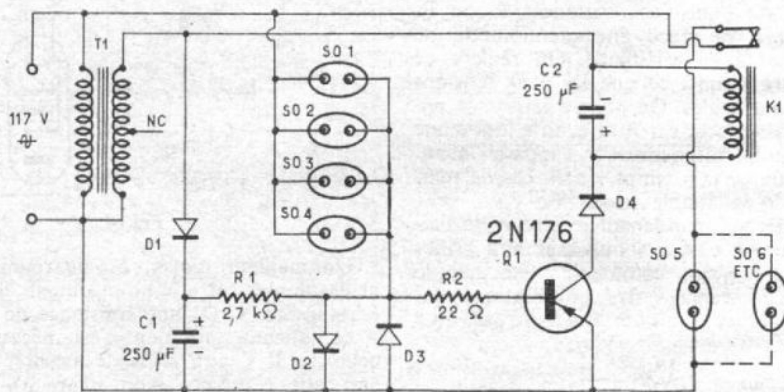 T1
117 V
NC
SO 1
SO 2
SO 3
SO 4
C2
250 µF
-
+
K1
D1
D4
2N176
Q1
R1
2,7 kΩ
R2
22 Ω
SO 5
SO 6
ETC
C1
250 µF
+
-
D2
D3